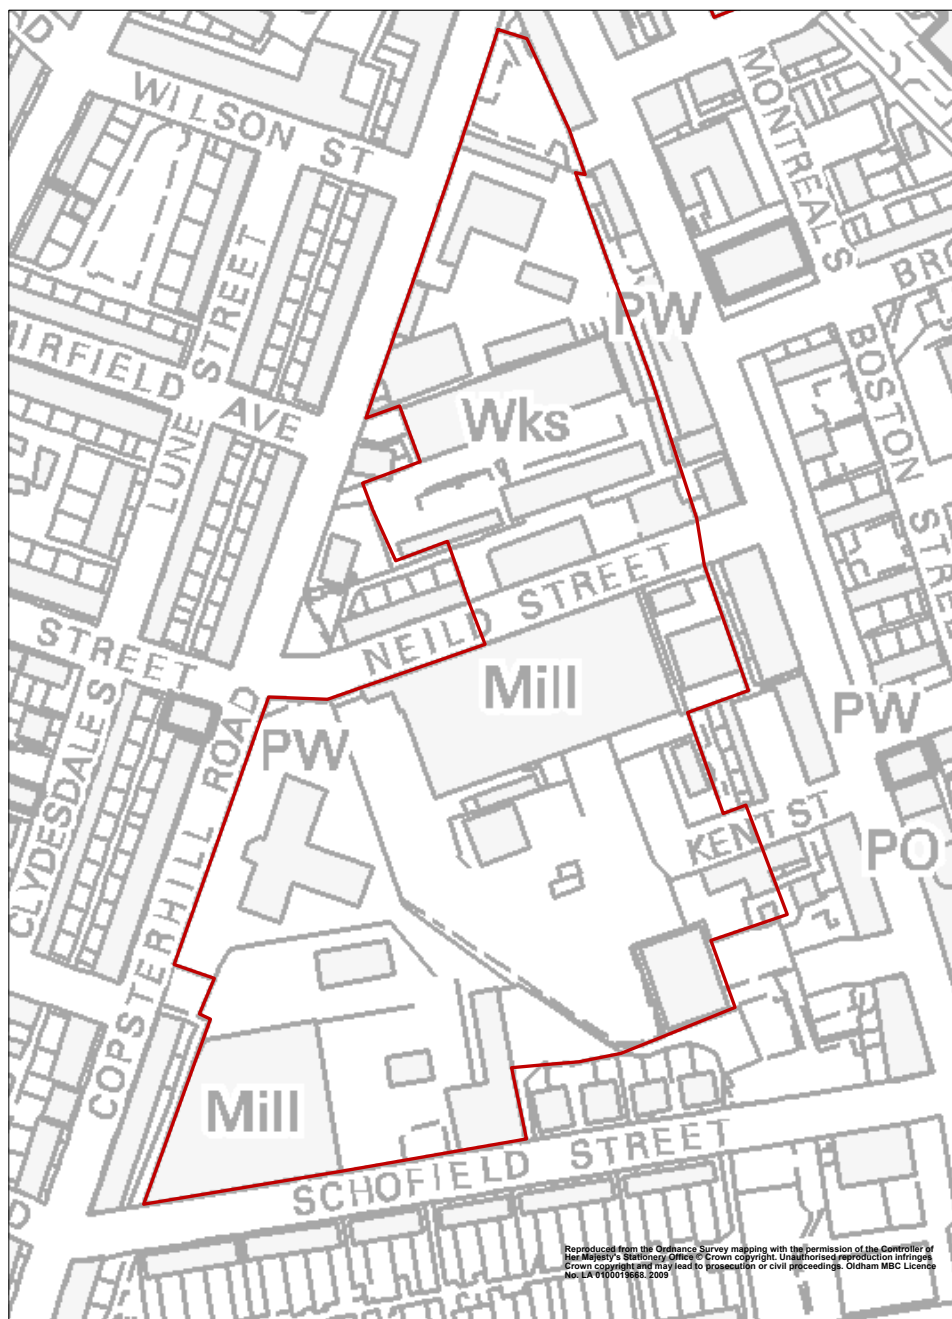 WILSON ST
MONTREAL S
BRO
MIRFIELD AVE
LUNE STREET
PW
BOSTON STRE
Wks
NEILD STREET
STREET
Mill
CLYDESDALE S
COPSTERHILL ROAD
PW
PW
KENT ST
PO
Mill
SCHOFIELD STREET
Reproduced from the Ordnance Survey mapping with the permission of the Controller of
Her Majesty's Stationery Office © Crown copyright. Unauthorised reproduction infringes
Crown copyright and may lead to prosecution or civil proceedings. Oldham MBC Licence
No. LA 0100019668. 2009